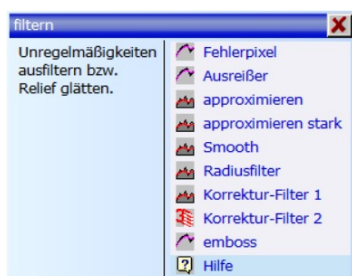 filtern
Unregelmäßigkeiten
ausfiltern bzw.
Relief glätten.
Fehlerpixel
Ausreißer
approximieren
approximieren stark
Smooth
Radiusfilter
Korrektur-Filter 1
Korrektur-Filter 2
emboss
Hilfe